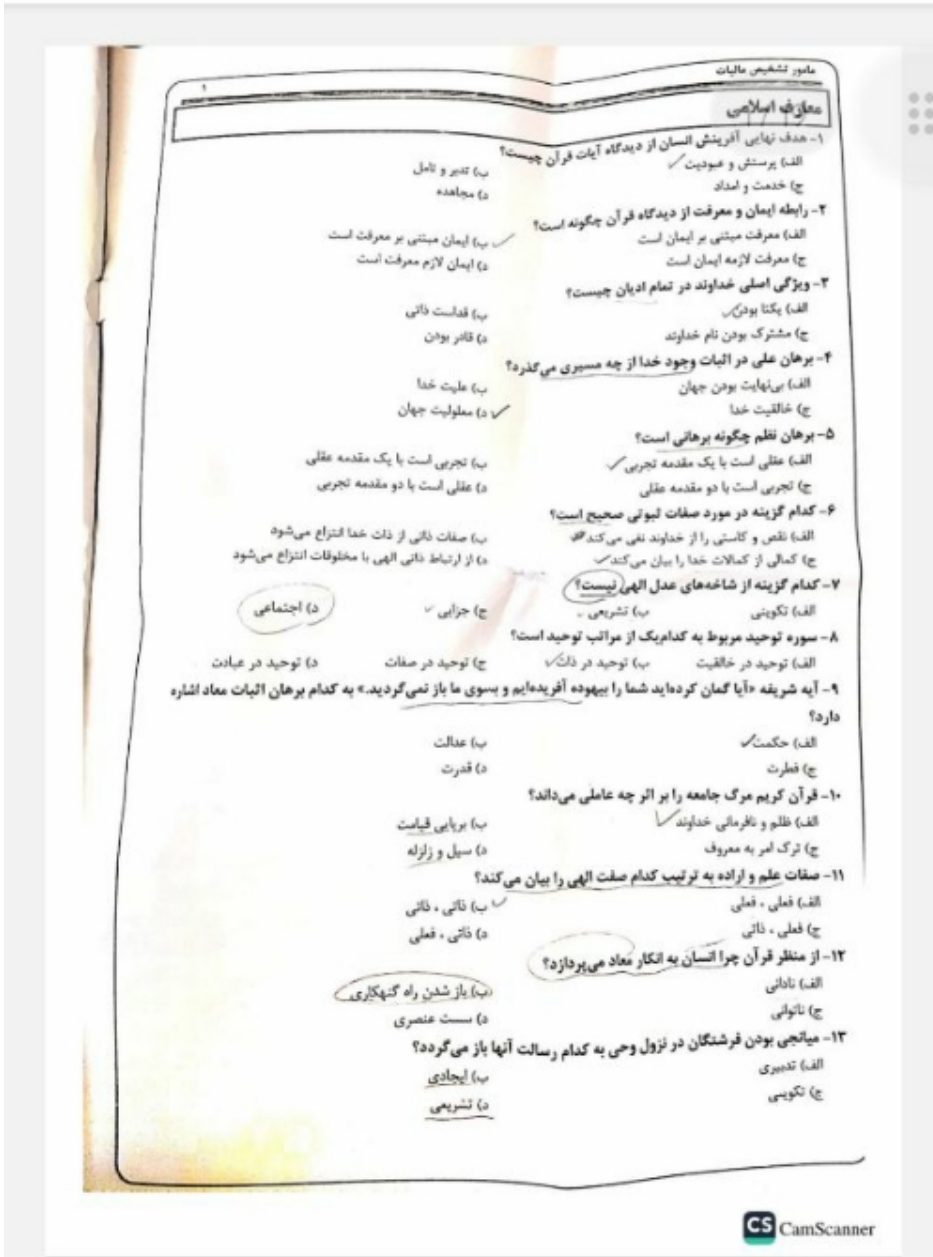 مامور تشخیص مالیات
۱
معارف اسلامی
۱- هدف نهایی آفرینش انسان از دیدگاه آیات قرآن چیست؟
الف) پرستش و عبودیت ب) تدبر و تامل
ج) خدمت و امداد د) مجاهده
۲- رابطه ایمان و معرفت از دیدگاه قرآن چگونه است؟
الف) معرفت مبتنی بر ایمان است ب) ایمان مبتنی بر معرفت است
ج) معرفت لازمه ایمان است د) ایمان لازم معرفت است
۳- ویژگی اصلی خداوند در تمام ادیان چیست؟
الف) یکتا بودن ب) قداست ذاتی
ج) مشترک بودن نام خداوند د) قادر بودن
۴- برهان علی در اثبات وجود خدا از چه مسیری می‌گذرد؟
الف) بی‌نهایت بودن جهان ب) علیت خدا
ج) خالقیت خدا د) معلولیت جهان
۵- برهان نظم چگونه برهانی است؟
الف) عقلی است با یک مقدمه تجربی ب) تجربی است با یک مقدمه عقلی
ج) تجربی است با دو مقدمه عقلی د) عقلی است با دو مقدمه تجربی
۶- کدام گزینه در مورد صفات ثبوتی صحیح است؟
الف) نقص و کاستی را از خداوند نفی می‌کند ب) صفات ذاتی از ذات خدا انتزاع می‌شود
ج) کمالی از کمالات خدا را بیان می‌کند د) از ارتباط ذاتی الهی با مخلوقات انتزاع می‌شود
۷- کدام گزینه از شاخه‌های عدل الهی نیست؟
الف) تکوینی ب) تشریعی ج) جزایی د) اجتماعی
۸- سوره توحید مربوط به کدام‌یک از مراتب توحید است؟
الف) توحید در خالقیت ب) توحید در ذات ج) توحید در صفات د) توحید در عبادت
۹- آیه شریفه «آیا گمان کرده‌اید شما را بیهوده آفریده‌ایم و بسوی ما باز نمی‌گردید.» به کدام برهان اثبات معاد اشاره
دارد؟
الف) حکمت ب) عدالت
ج) فطرت د) قدرت
۱۰- قرآن کریم مرگ جامعه را بر اثر چه عاملی می‌داند؟
الف) ظلم و نافرمانی خداوند ب) برپایی قیامت
ج) ترک امر به معروف د) سیل و زلزله
۱۱- صفات علم و اراده به ترتیب کدام صفت الهی را بیان می‌کند؟
الف) فعلی ، فعلی ب) ذاتی ، ذاتی
ج) فعلی ، ذاتی د) ذاتی ، فعلی
۱۲- از منظر قرآن چرا انسان به انکار معاد می‌پردازد؟
الف) نادانی ب) باز شدن راه گنهکاری
ج) ناتوانی د) سست عنصری
۱۳- میانجی بودن فرشتگان در نزول وحی به کدام رسالت آنها باز می‌گردد؟
الف) تدبیری ب) ایجادی
ج) تکوینی د) تشریعی
CS CamScanner